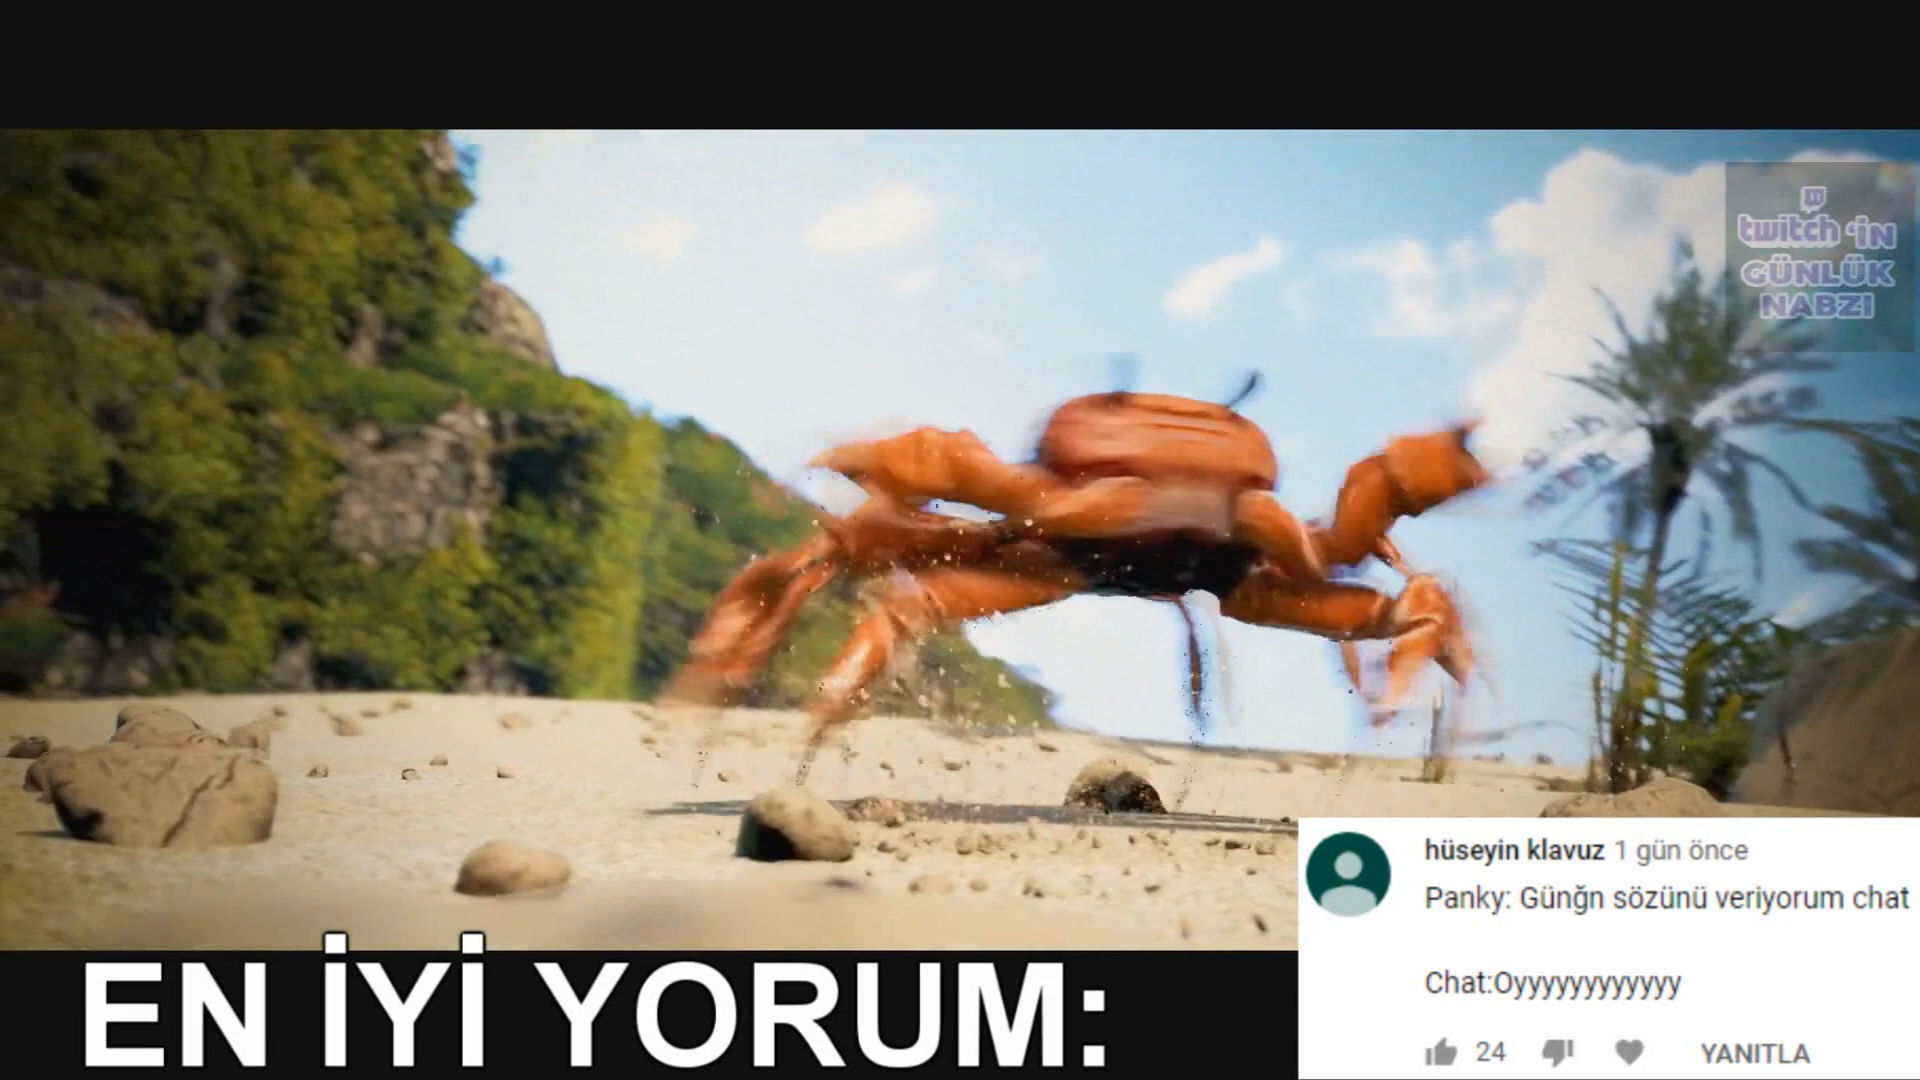 twitch 'iN
GÜNLÜK
NABZI
hüseyin klavuz 1 gün önce
Panky: Günğn sözünü veriyorum chat
Chat:Oyyyyyyyyyyyy
24 YANITLA
EN İYİ YORUM: